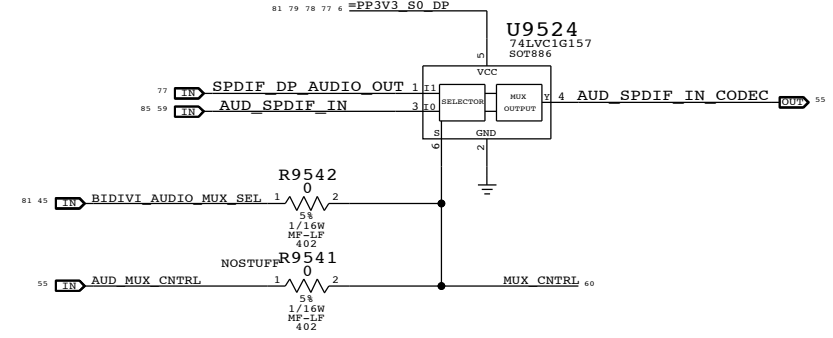 81 79 78 77 6 =PP3V3_S0_DP
U9524
74LVC1G157
SOT886
5
VCC
77 IN SPDIF_DP_AUDIO_OUT 1 I1
85 59 IN AUD_SPDIF_IN 3 I0
SELECTOR
MUX
OUTPUT
Y 4 AUD_SPDIF_IN_CODEC OUT 55
S GND
6 2
R9542
0
81 45 IN BIDIVI_AUDIO_MUX_SEL 1 2
5%
1/16W
MF-LF
402
NOSTUFF R9541
0
55 IN AUD_MUX_CNTRL 1 2 MUX_CNTRL 60
5%
1/16W
MF-LF
402